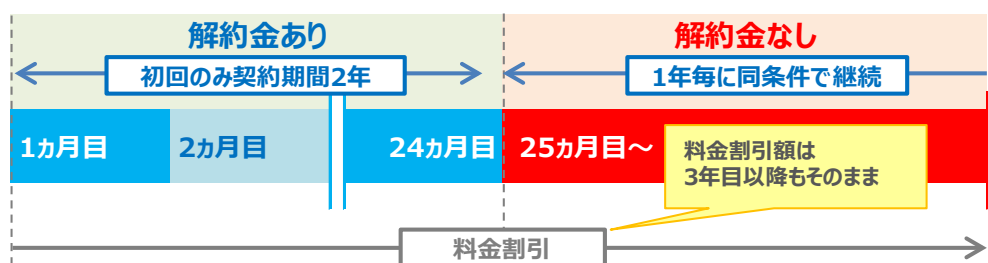 解約金あり
解約金なし
初回のみ契約期間2年
1年毎に同条件で継続
1ヵ月目
2ヵ月目
24ヵ月目
25ヵ月目～
料金割引額は
3年目以降もそのまま
料金割引